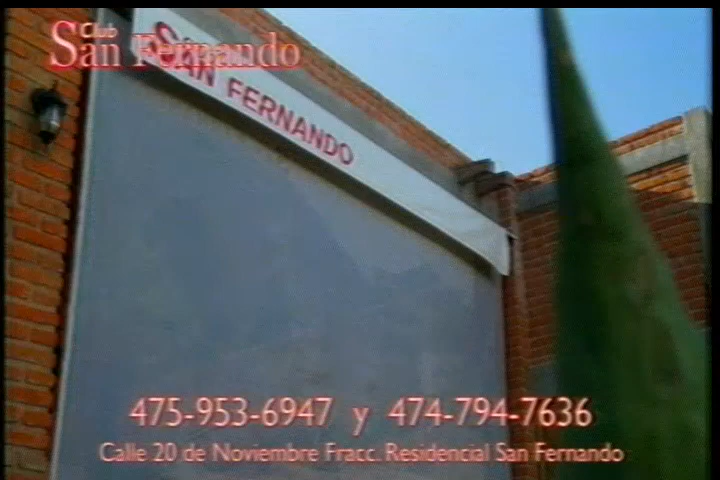 Club
San Fernando
SAN FERNANDO
475-953-6947 y 474-794-7636
Calle 20 de Noviembre Fracc. Residencial San Fernando